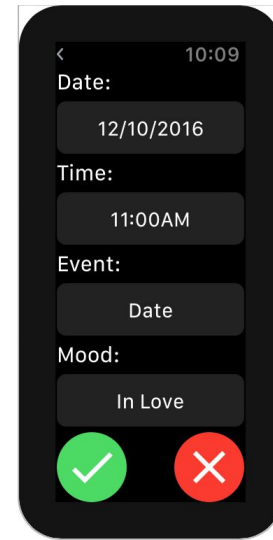 10:09
Date:
12/10/2016
Time:
11:00AM
Event:
Date
Mood:
In Love